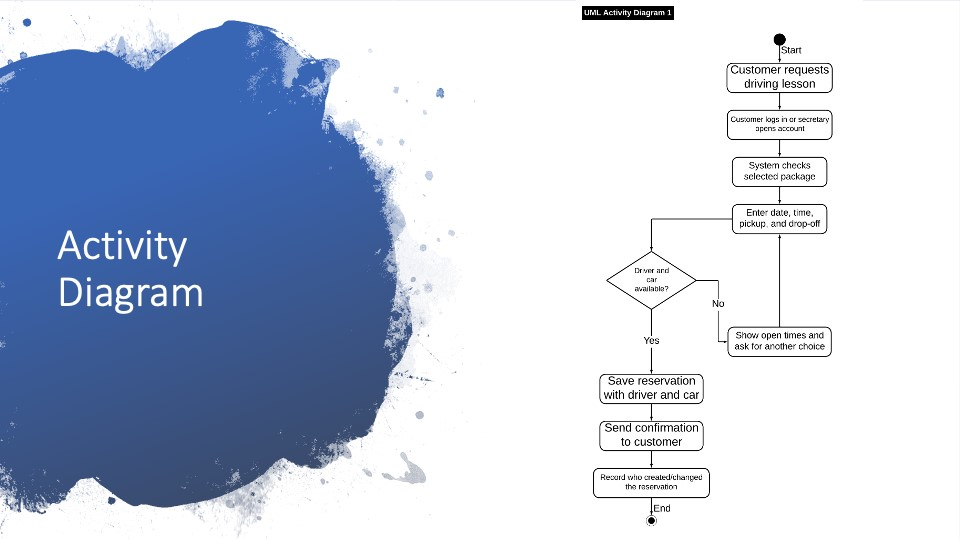 UML Activity Diagram 1
Activity
Diagram
Start
Customer requests
driving lesson
Customer logs in or secretary
opens account
System checks
selected package
Enter date, time,
pickup, and drop-off
Driver and
car
available?
No
Show open times and
ask for another choice
Yes
Save reservation
with driver and car
Send confirmation
to customer
Record who created/changed
the reservation
End